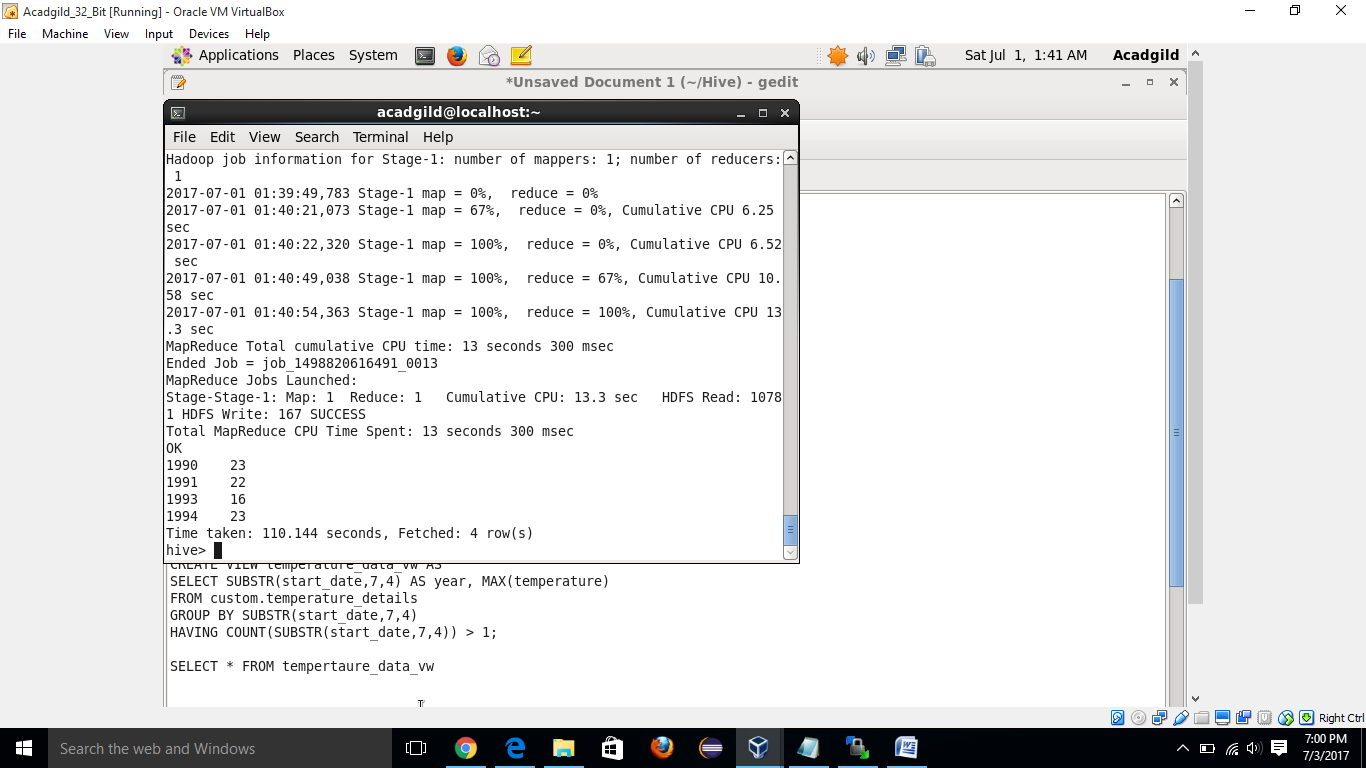 Acadgild_32_Bit [Running] - Oracle VM VirtualBox
File Machine View Input Devices Help
Applications Places System Sat Jul 1, 1:41 AM Acadgild
*Unsaved Document 1 (~/Hive) - gedit
acadgild@localhost:~
File Edit View Search Terminal Help
Hadoop job information for Stage-1: number of mappers: 1; number of reducers:
1
2017-07-01 01:39:49,783 Stage-1 map = 0%, reduce = 0%
2017-07-01 01:40:21,073 Stage-1 map = 67%, reduce = 0%, Cumulative CPU 6.25
sec
2017-07-01 01:40:22,320 Stage-1 map = 100%, reduce = 0%, Cumulative CPU 6.52
sec
2017-07-01 01:40:49,038 Stage-1 map = 100%, reduce = 67%, Cumulative CPU 10.
58 sec
2017-07-01 01:40:54,363 Stage-1 map = 100%, reduce = 100%, Cumulative CPU 13
.3 sec
MapReduce Total cumulative CPU time: 13 seconds 300 msec
Ended Job = job_1498820616491_0013
MapReduce Jobs Launched:
Stage-Stage-1: Map: 1 Reduce: 1 Cumulative CPU: 13.3 sec HDFS Read: 1078
1 HDFS Write: 167 SUCCESS
Total MapReduce CPU Time Spent: 13 seconds 300 msec
OK
1990 23
1991 22
1993 16
1994 23
Time taken: 110.144 seconds, Fetched: 4 row(s)
hive>
CREATE VIEW temperature_data_vw AS
SELECT SUBSTR(start_date,7,4) AS year, MAX(temperature)
FROM custom.temperature_details
GROUP BY SUBSTR(start_date,7,4)
HAVING COUNT(SUBSTR(start_date,7,4)) > 1;
SELECT * FROM tempertaure_data_vw
Right Ctrl
Search the web and Windows
7:00 PM
7/3/2017